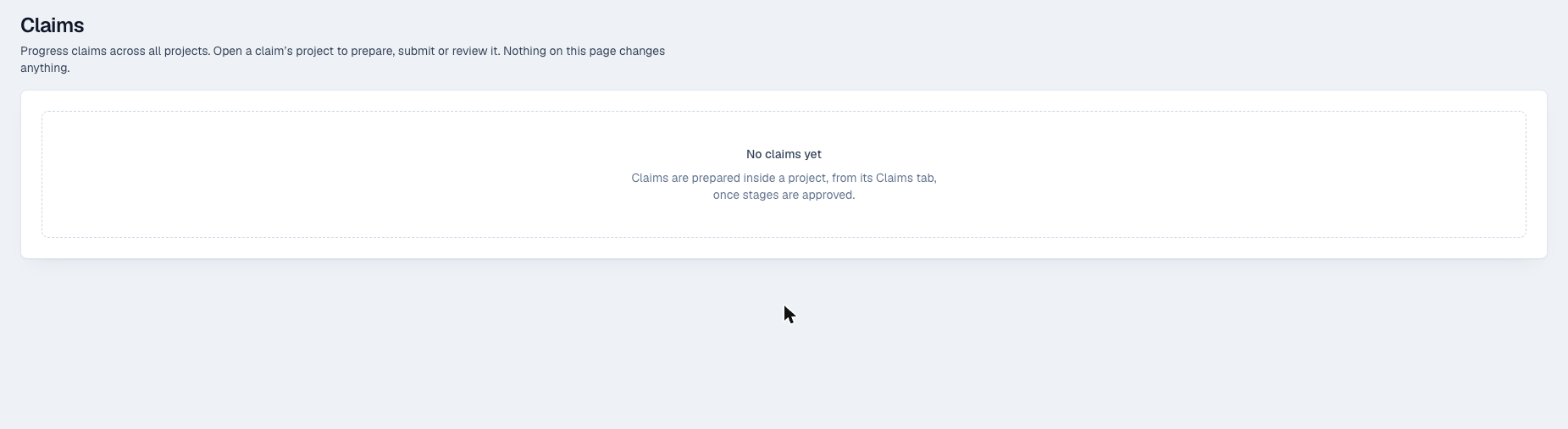 Claims
Progress claims across all projects. Open a claim's project to prepare, submit or review it. Nothing on this page changes
anything.
No claims yet
Claims are prepared inside a project, from its Claims tab,
once stages are approved.